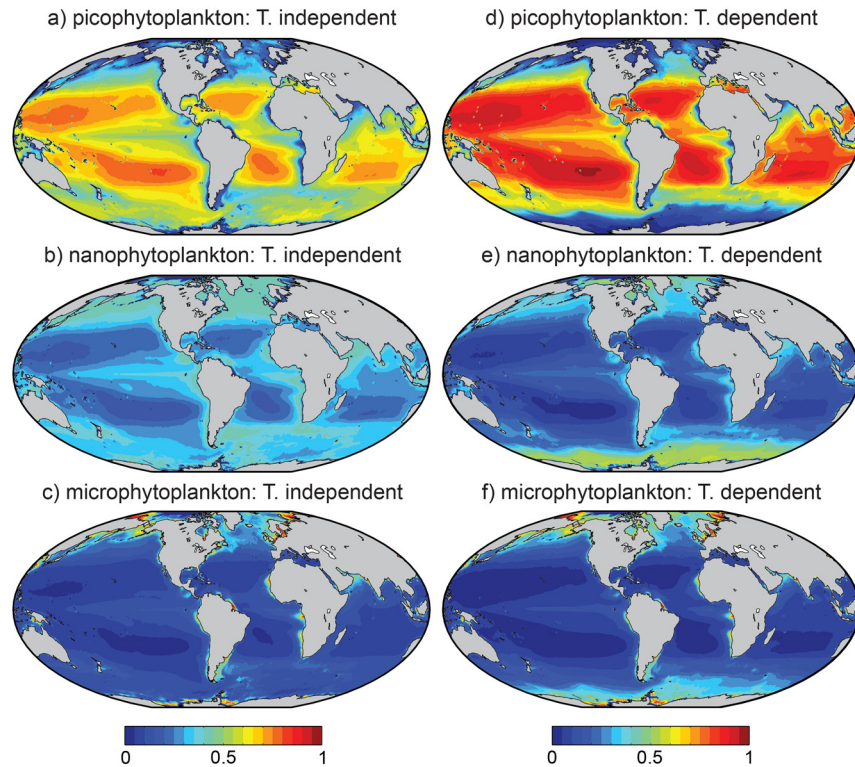 a) picophytoplankton: T. independent
d) picophytoplankton: T. dependent
b) nanophytoplankton: T. independent
e) nanophytoplankton: T. dependent
c) microphytoplankton: T. independent
f) microphytoplankton: T. dependent
0 0.5 1
0 0.5 1